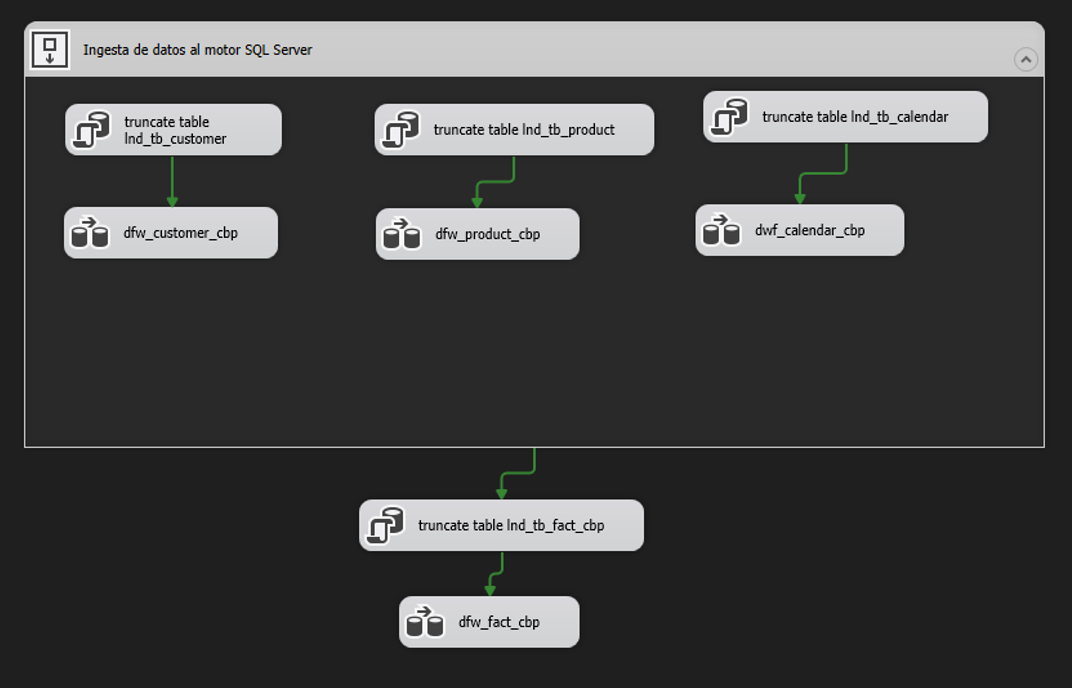 Ingesta de datos al motor SQL Server
truncate table
lnd_tb_customer
truncate table lnd_tb_product
truncate table lnd_tb_calendar
dfw_customer_cbp
dfw_product_cbp
dwf_calendar_cbp
truncate table lnd_tb_fact_cbp
dfw_fact_cbp